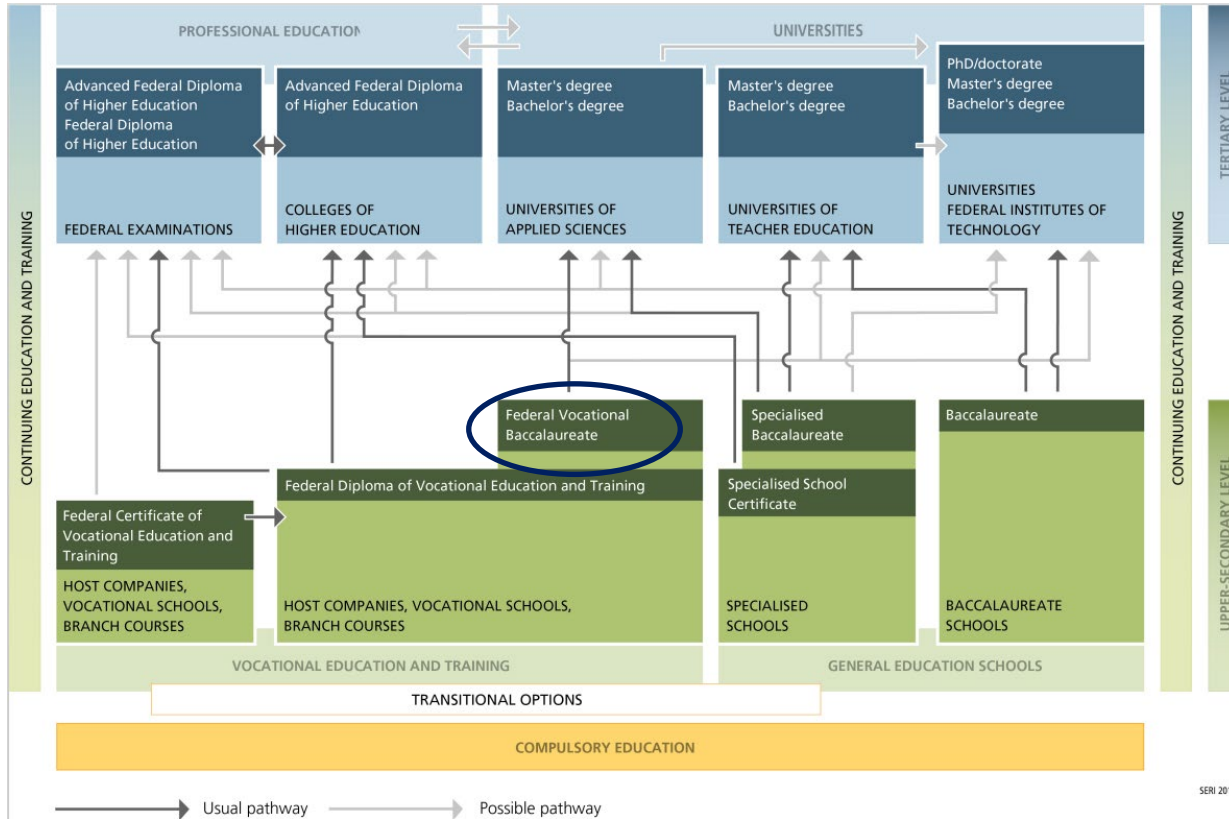 PROFESSIONAL EDUCATION
UNIVERSITIES
Advanced Federal Diploma
of Higher Education
Federal Diploma
of Higher Education
FEDERAL EXAMINATIONS
Advanced Federal Diploma
of Higher Education
COLLEGES OF
HIGHER EDUCATION
Master's degree
Bachelor's degree
UNIVERSITIES OF
APPLIED SCIENCES
Master's degree
Bachelor's degree
UNIVERSITIES OF
TEACHER EDUCATION
PhD/doctorate
Master's degree
Bachelor's degree
UNIVERSITIES
FEDERAL INSTITUTES OF
TECHNOLOGY
CONTINUING EDUCATION AND TRAINING
CONTINUING EDUCATION AND TRAINING
TERTIARY LEVEL
UPPER-SECONDARY LEVEL
Federal Vocational
Baccalaureate
Specialised
Baccalaureate
Baccalaureate
Federal Diploma of Vocational Education and Training
Specialised School
Certificate
Federal Certificate of
Vocational Education and
Training
HOST COMPANIES,
VOCATIONAL SCHOOLS,
BRANCH COURSES
HOST COMPANIES, VOCATIONAL SCHOOLS,
BRANCH COURSES
SPECIALISED
SCHOOLS
BACCALAUREATE
SCHOOLS
VOCATIONAL EDUCATION AND TRAINING
GENERAL EDUCATION SCHOOLS
TRANSITIONAL OPTIONS
COMPULSORY EDUCATION
Usual pathway
Possible pathway
SERI 201